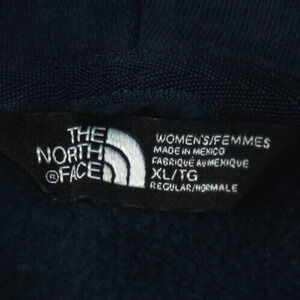 THE
NORTH
FACE
®
WOMEN'S/FEMMES
MADE IN MEXICO
FABRIQUÉ AU MEXIQUE
XL/TG
REGULAR/NORMALE